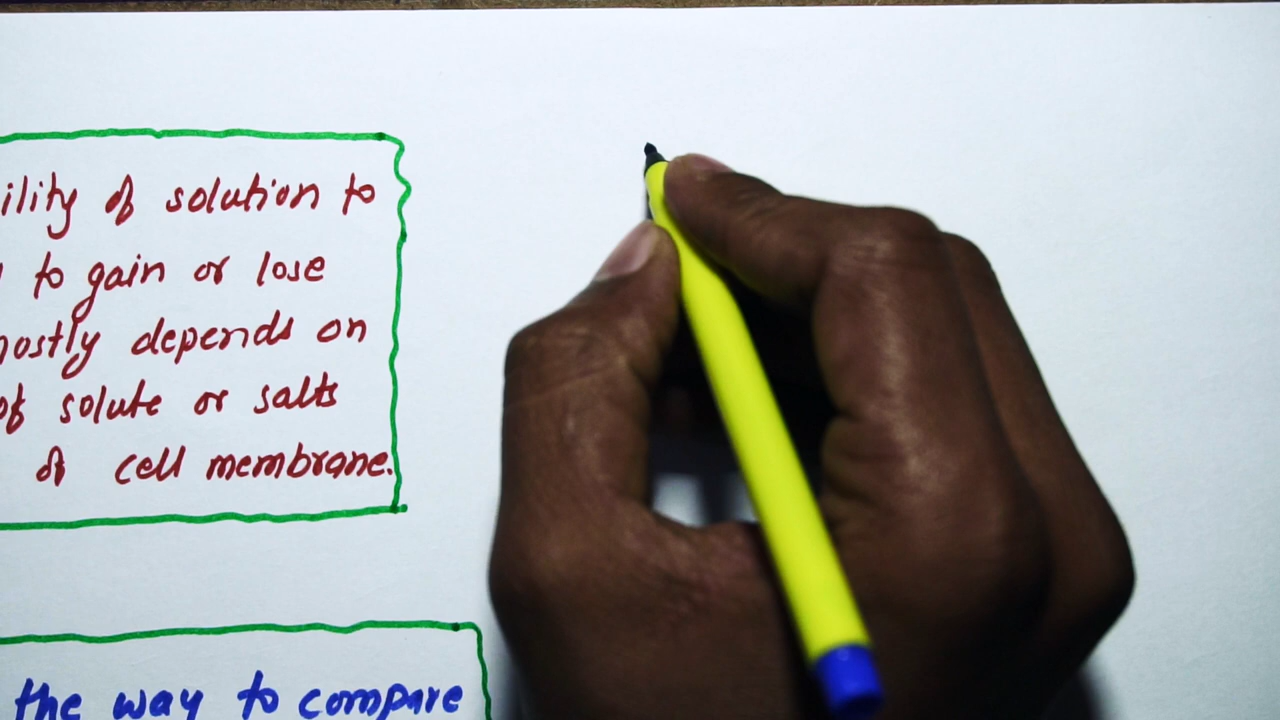 ility of solution to
to gain or lose
mostly depends on
of solute or salts
of cell membrane.
the way to compare